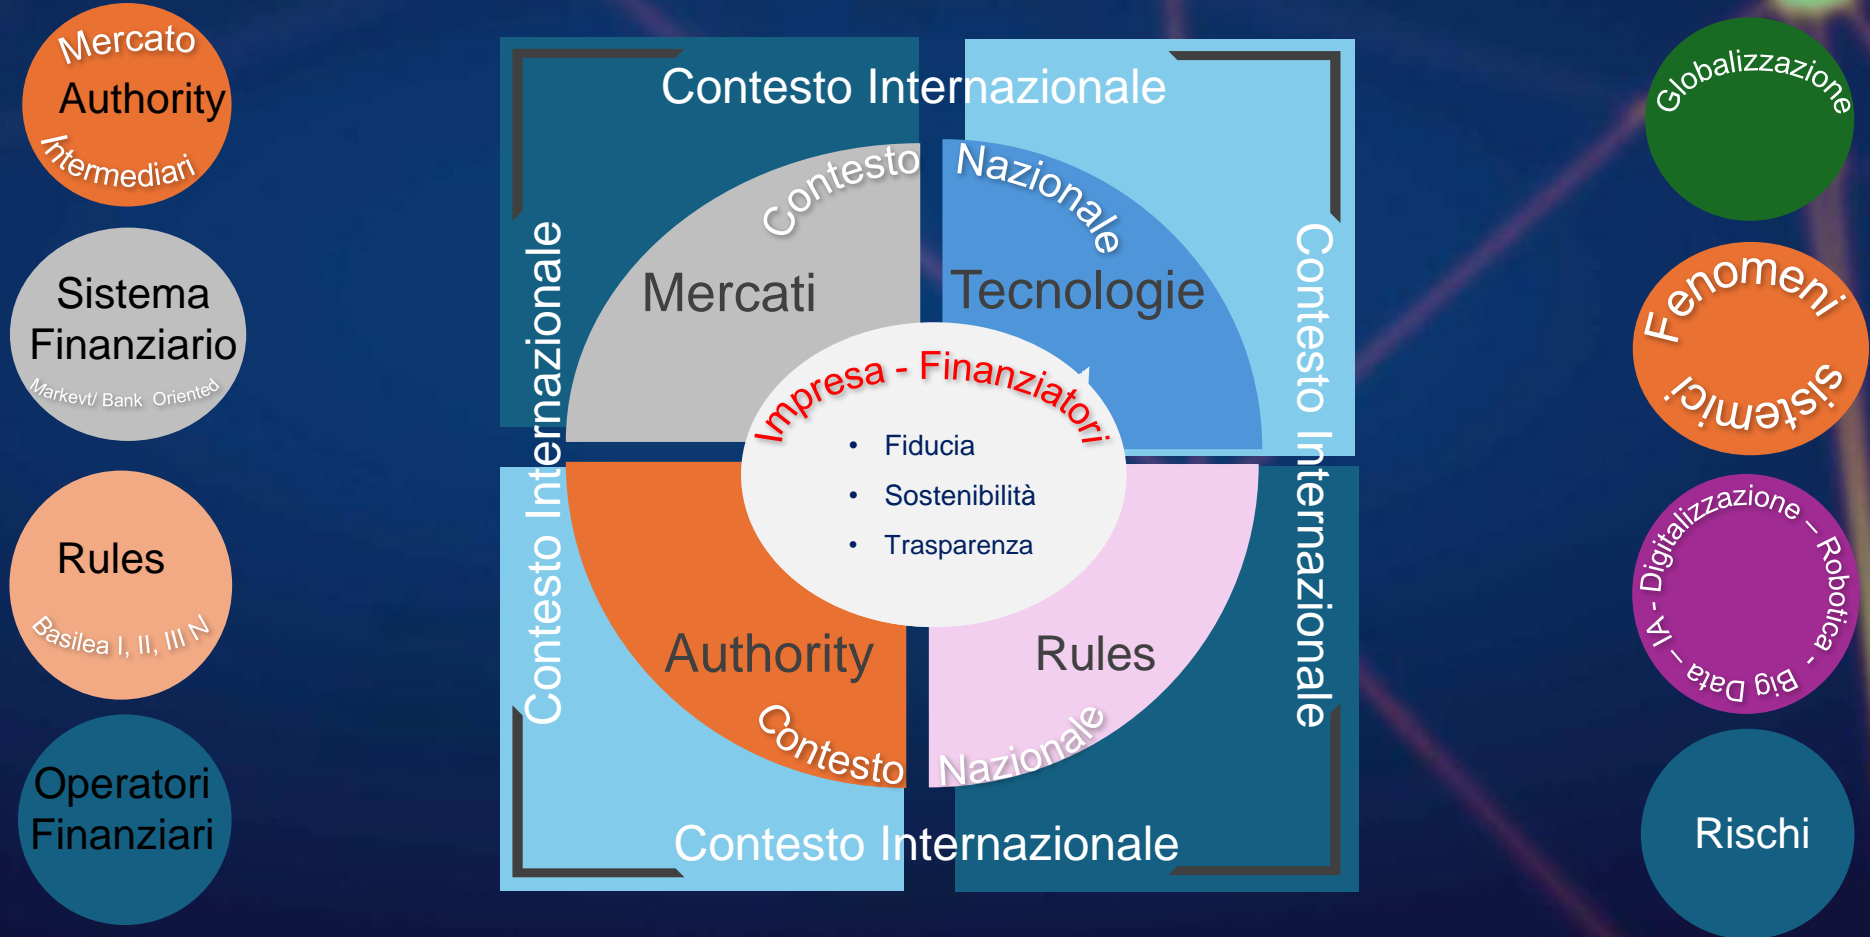 Mercato
Authority
Intermediari
Sistema
Finanziario
Markevt/ Bank Oriented
Rules
Basilea I, II, III N
Operatori
Finanziari
Contesto Internazionale
Contesto Internazionale
Contesto Nazionale
Mercati
Tecnologie
Impresa - Finanziatori
• Fiducia
• Sostenibilità
• Trasparenza
Authority
Rules
Contesto Nazionale
Contesto Internazionale
Contesto Internazionale
Globalizzazione
Fenomeni
sistemici
IA - Digitalizzazione – Robotica - Big Data –
Rischi